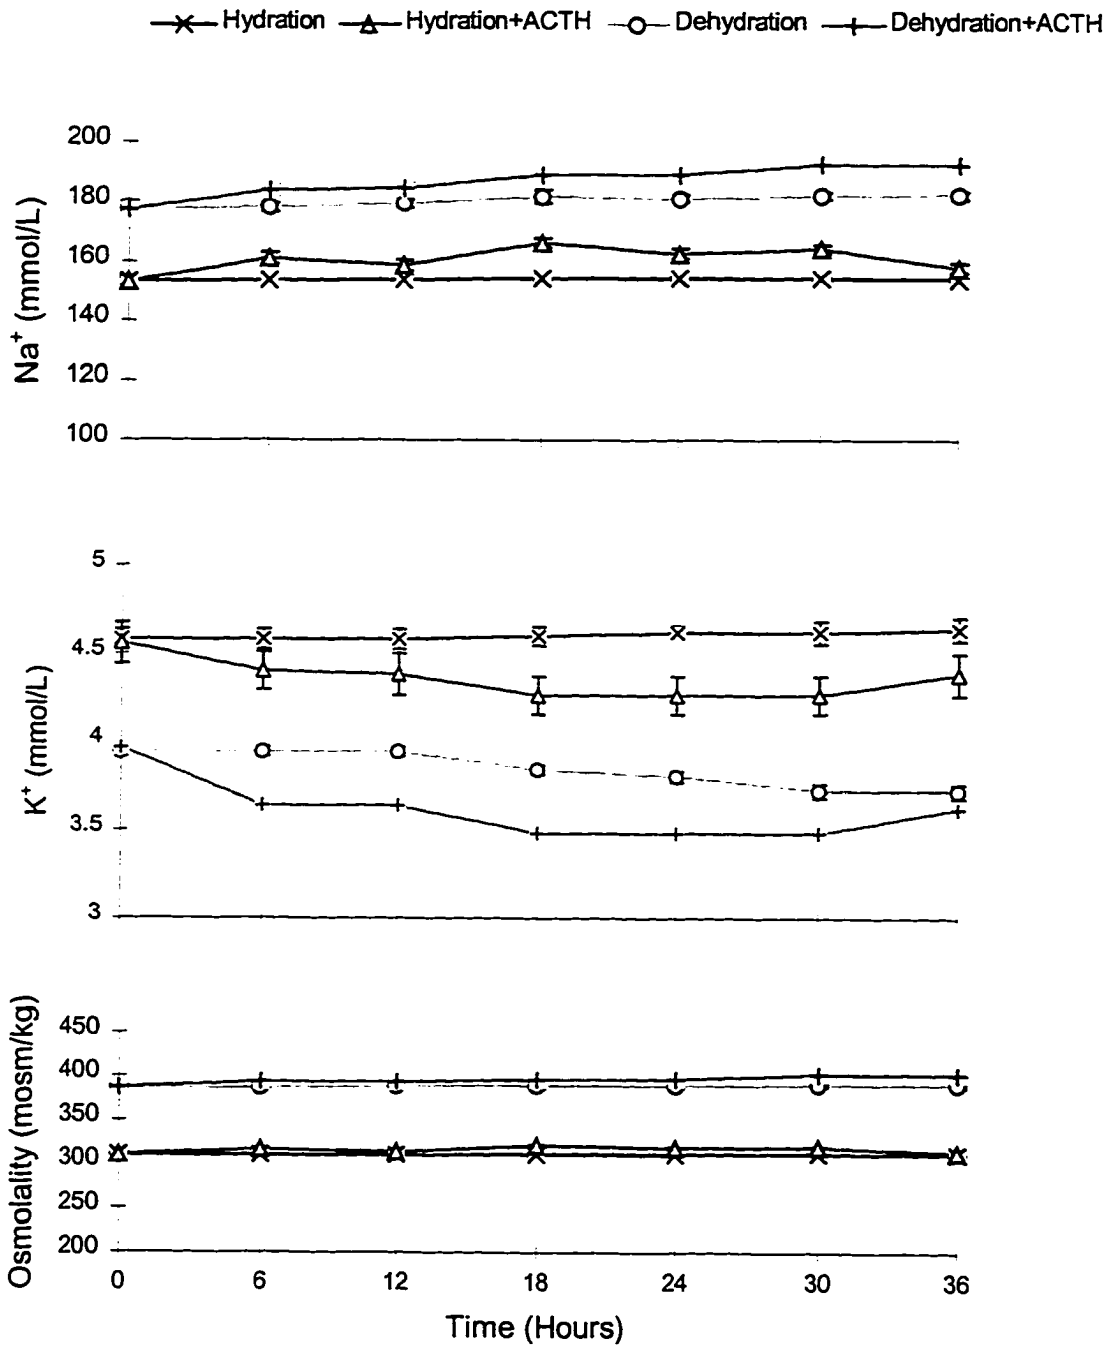 Hydration Hydration+ACTH Dehydration Dehydration+ACTH
Na+ (mmol/L)
200
180
160
140
120
100
K+ (mmol/L)
5
4.5
4
3.5
3
Osmolality (mosm/kg)
450
400
350
300
250
200
0 6 12 18 24 30 36
Time (Hours)